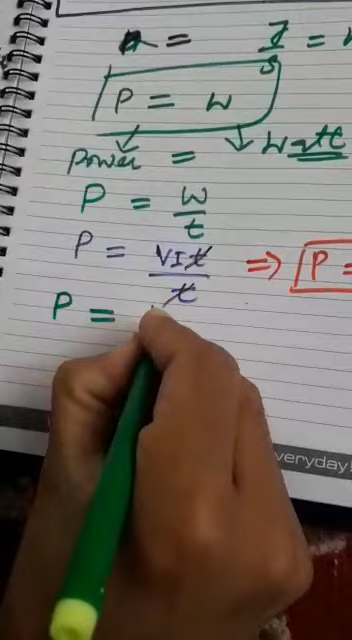 I =
P = W
Power = Watt
P = W/t
P = VIt/t ⇒ P =
P =
everyday!